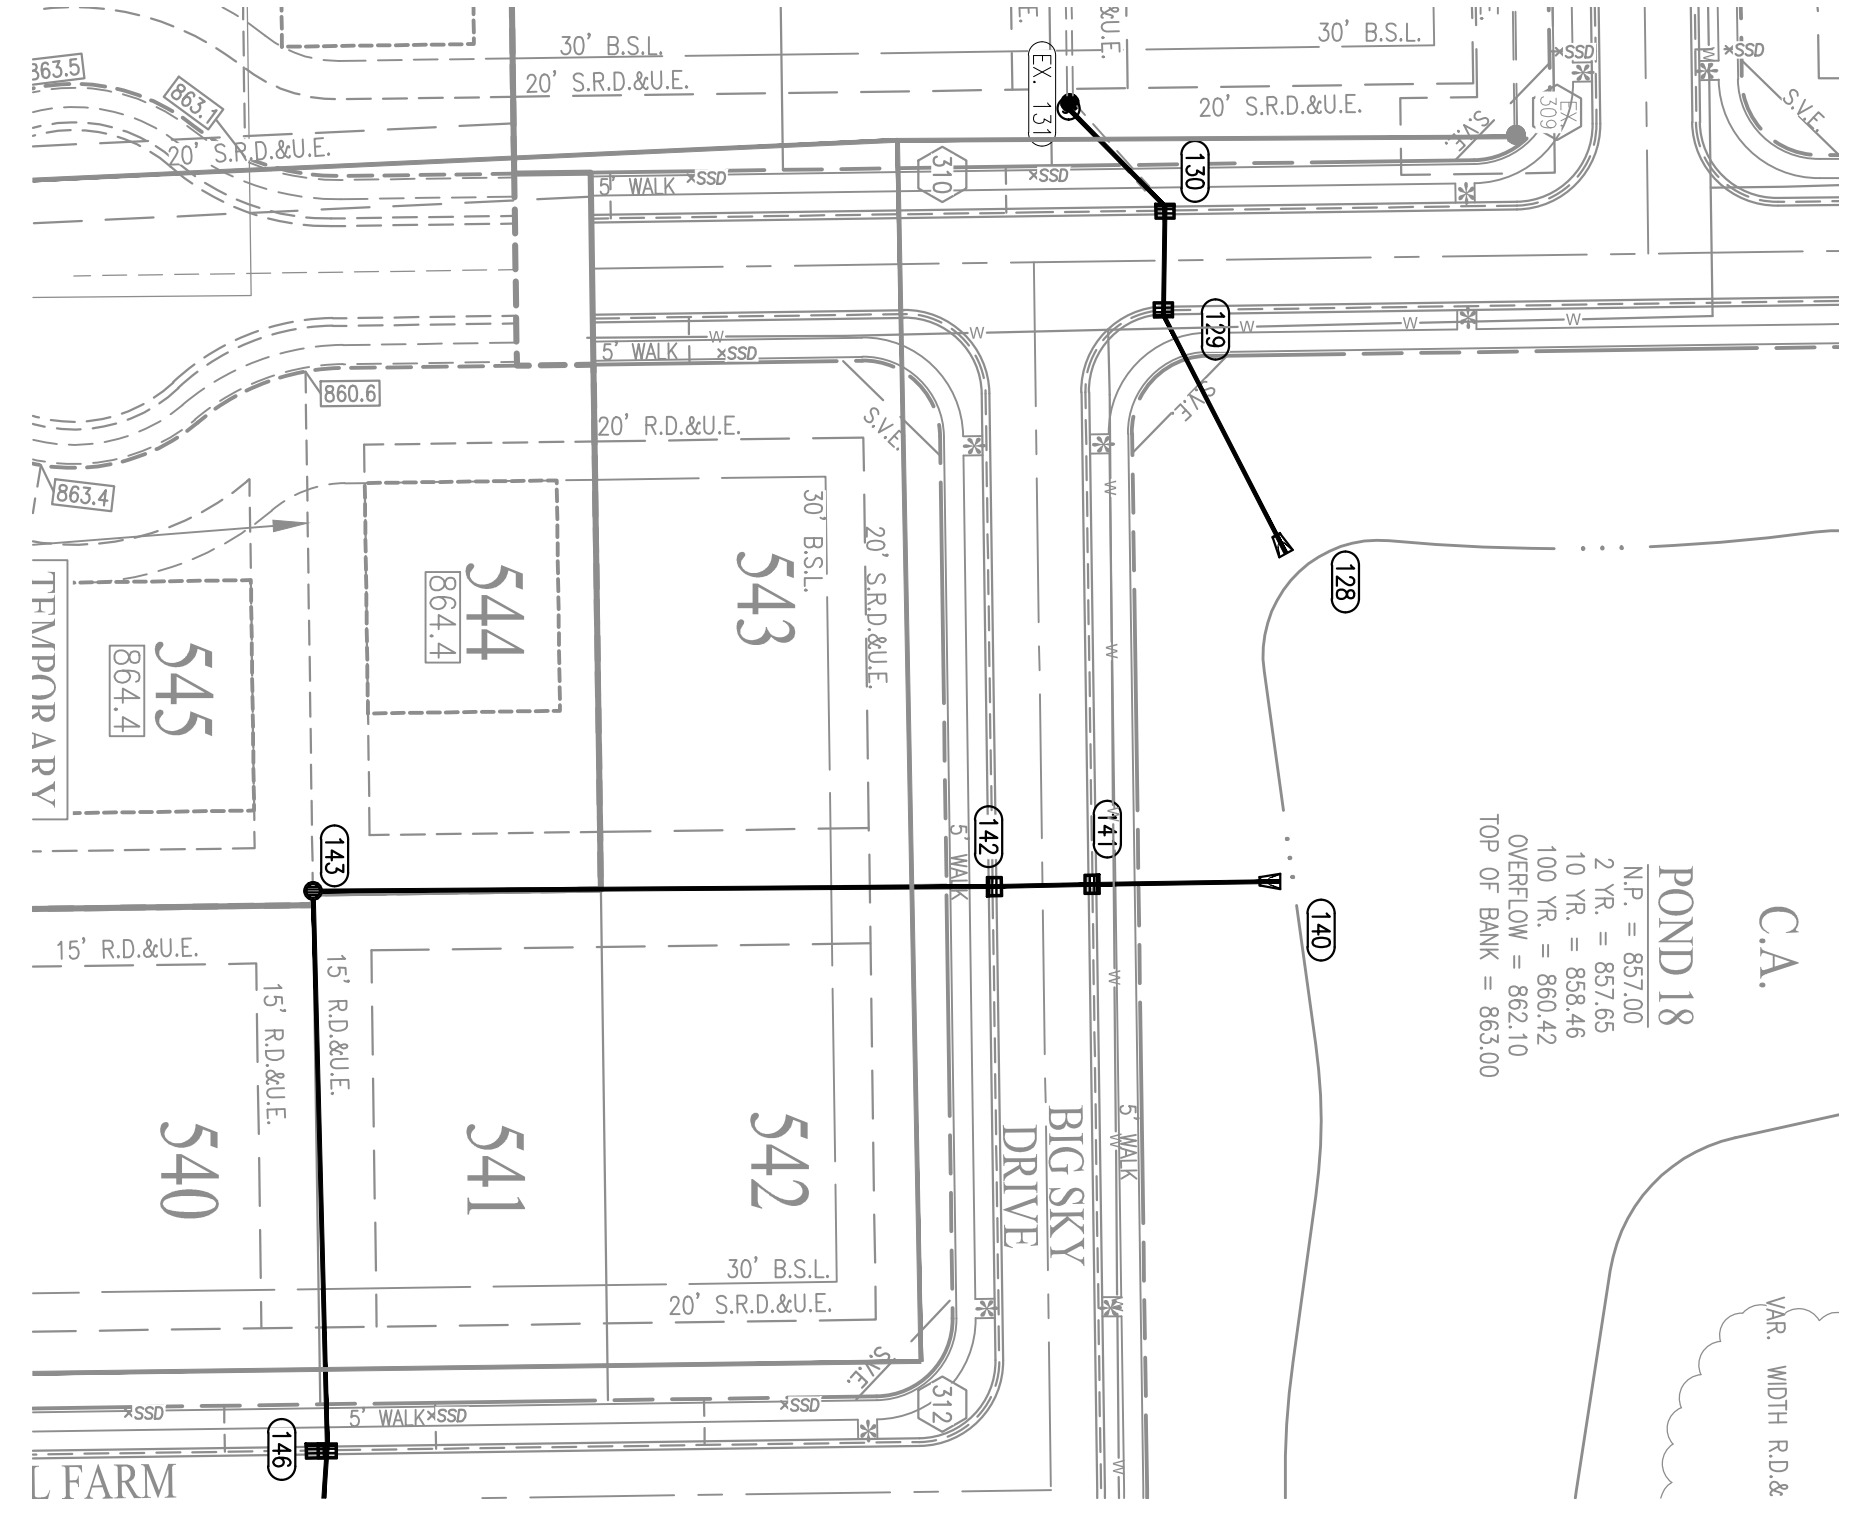 30' B.S.L.
20' S.R.D.&U.E.
30' B.S.L.
20' S.R.D.&U.E.
863.5
863.1
20' S.R.D.&U.E.
EX. 131
&U.E.
E.
EX
309
S.V.E.
S.V.E.
SSD
SSD
5' WALK
SSD
310
SSD
130
129
W
W
W
W
W
5' WALK
SSD
860.6
863.4
20' R.D.&U.E.
S.V.E.
S.V.E.
30' B.S.L.
20' S.R.D.&U.E.
543
544
864.4
545
864.4
TEMPORARY
128
W
W
W
W
W
W
W
143
142
141
140
5' WALK
C.A.
POND 18
N.P. = 857.00
2 YR. = 857.65
10 YR. = 858.46
100 YR. = 860.42
OVERFLOW = 862.10
TOP OF BANK = 863.00
15' R.D.&U.E.
15' R.D.&U.E.
15' R.D.&U.E.
540
541
542
BIG SKY
DRIVE
5' WALK
30' B.S.L.
20' S.R.D.&U.E.
S.V.E.
312
SSD
5' WALK
SSD
SSD
146
L FARM
VAR. WIDTH R.D.&